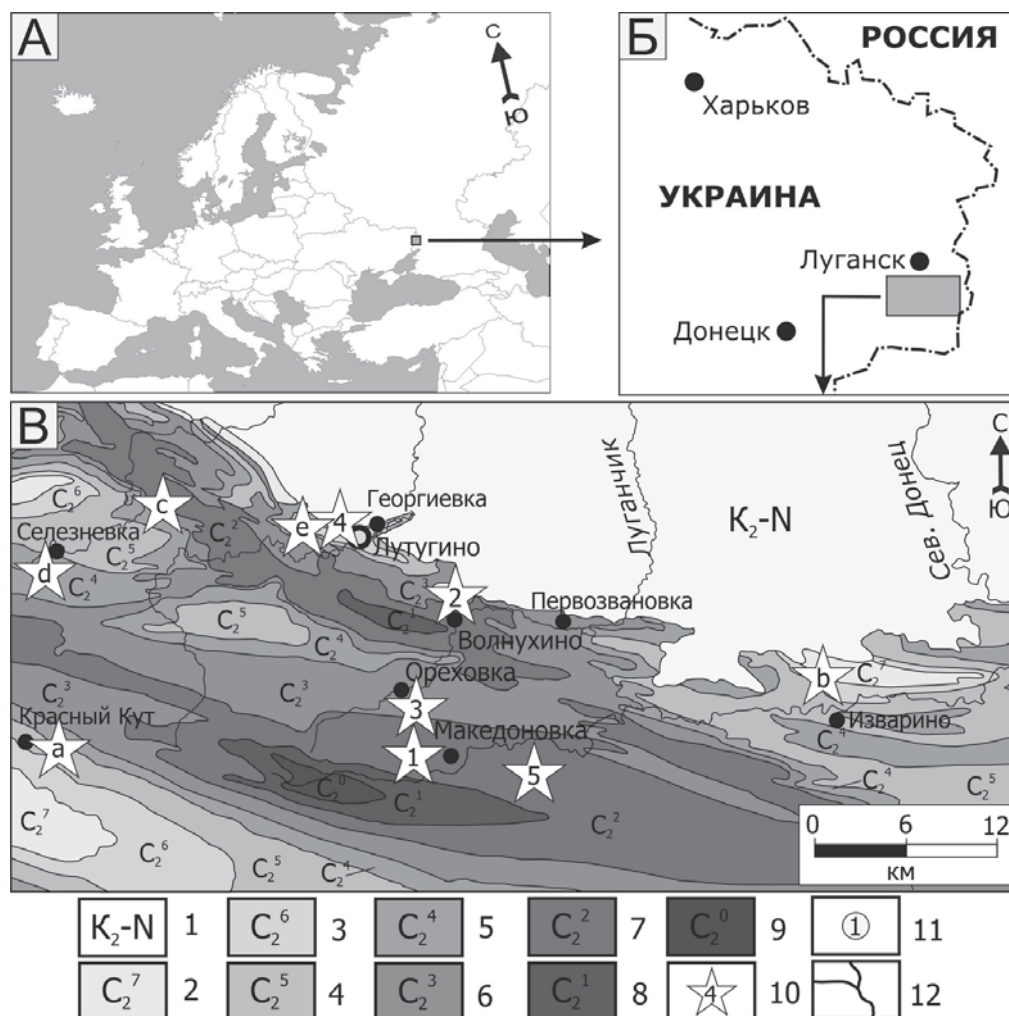 А
С
Ю
Б
РОССИЯ
Харьков
УКРАИНА
Луганск
Донецк
В
С
Ю
Луганчик
Сев. Донец
K₂-N
Георгиевка
Лутугино
C₂⁶
c
e
4
Селезневка
C₂⁵
C₂²
d
C₂⁴
C₂³
2
C₂¹
Волнухино
Первозвановка
C₂⁵
C₂⁴
Ореховка
b
C₂⁷
C₂³
C₂³
3
Изварино
Красный Кут
a
1
Македоновка
5
C₂⁴
C₂⁰
C₂¹
C₂²
C₂⁴
C₂⁵
C₂⁷
C₂⁶
C₂⁵
C₂⁴
0 6 12
км
K₂-N 1 C₂⁶ 3 C₂⁴ 5 C₂² 7 C₂⁰ 9 ① 11
C₂⁷ 2 C₂⁵ 4 C₂³ 6 C₂¹ 8 4 10 12